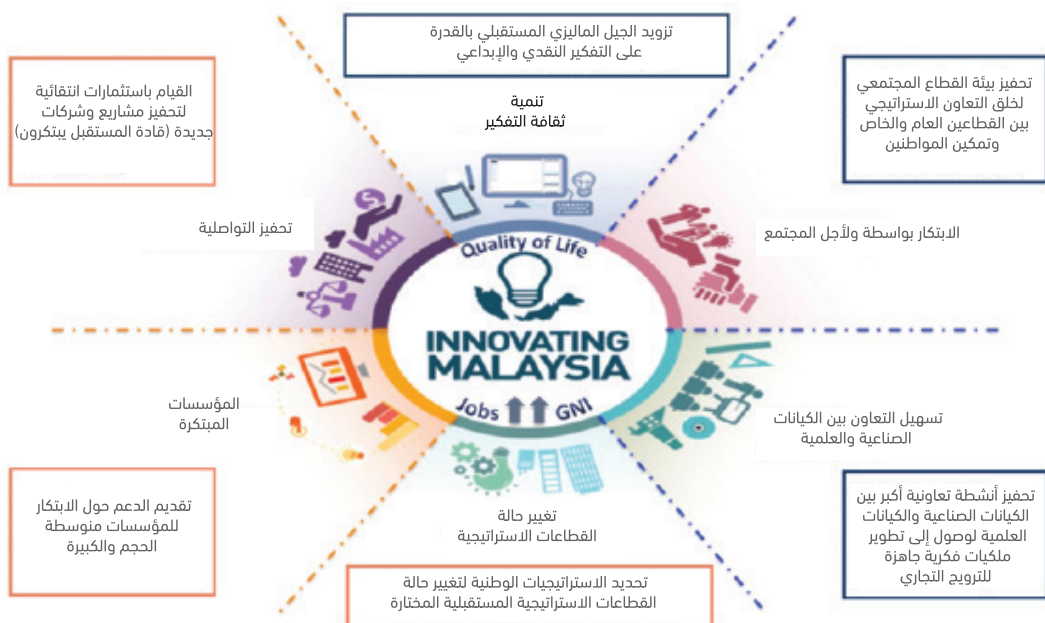 تزويد الجيل الماليزي المستقبلي بالقدرة
على التفكير النقدي والإبداعي
تحفيز بيئة القطاع المجتمعي
لخلق التعاون الاستراتيجي
بين القطاعين العام والخاص
وتمكين المواطنين
القيام باستثمارات انتقائية
لتحفيز مشاريع وشركات
جديدة (قادة المستقبل يبتكرون)
تنمية
ثقافة التفكير
الابتكار بواسطة ولأجل المجتمع
تحفيز التواصلية
Quality of Life
INNOVATING
MALAYSIA
Jobs GNI
تسهيل التعاون بين الكيانات
الصناعية والعلمية
المؤسسات
المبتكرة
تغيير حالة
القطاعات الاستراتيجية
تحفيز أنشطة تعاونية أكبر بين
الكيانات الصناعية والكيانات
العلمية لوصول إلى تطوير
ملكيات فكرية جاهزة
للترويج التجاري
تقديم الدعم حول الابتكار
للمؤسسات متوسطة
الحجم والكبيرة
تحديد الاستراتيجيات الوطنية لتغيير حالة
القطاعات الاستراتيجية المستقبلية المختارة